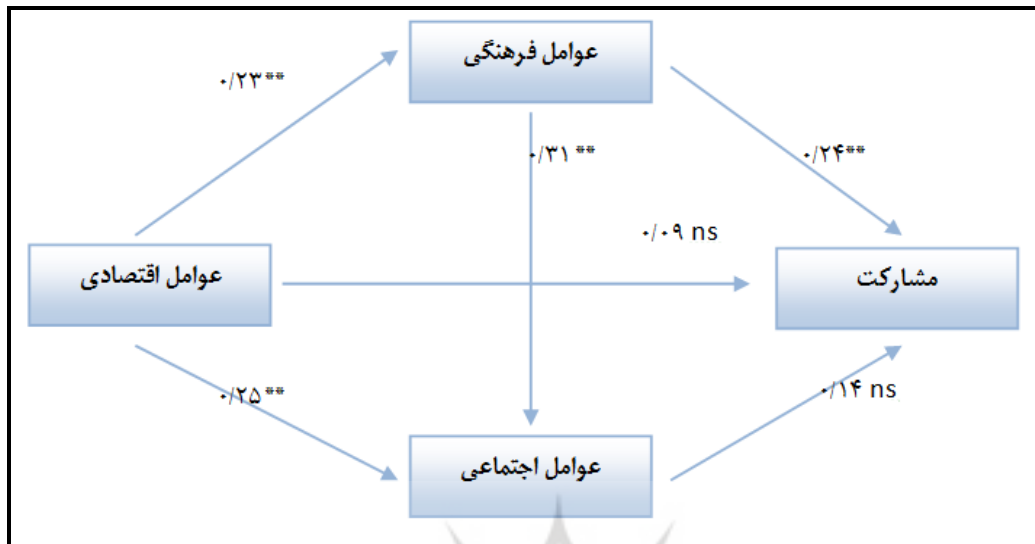 عوامل فرهنگی
۰/۲۳**
۰/۳۱**
۰/۲۴**
۰/۰۹ ns
عوامل اقتصادی
مشارکت
۰/۲۵**
۰/۱۴ ns
عوامل اجتماعی